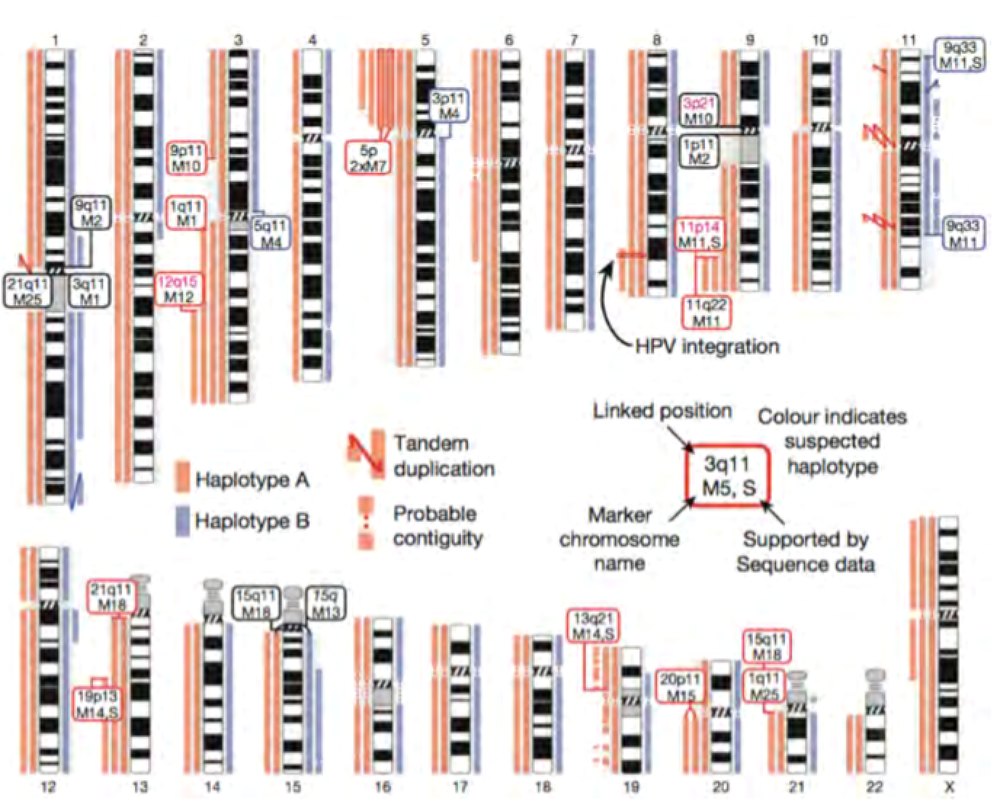 1
2
3
4
5
6
7
8
9
10
11
9q33
M11,S
3p11
M4
3p21
M10
1p11
M2
9p11
M10
5p
2xM7
9q11
M2
1q11
M1
5q11
M4
11p14
M11,S
9q33
M11
21q11
M25
3q11
M1
12q15
M12
11q22
M11
HPV integration
Linked position
Colour indicates
suspected
haplotype
Tandem
duplication
3q11
M5, S
Haplotype A
Haplotype B
Probable
contiguity
Marker
chromosome
name
Supported by
Sequence data
21q11
M18
15q11
M18
15q
M13
13q21
M14,S
15q11
M18
19p13
M14,S
20p11
M15
1q11
M25
12
13
14
15
16
17
18
19
20
21
22
X